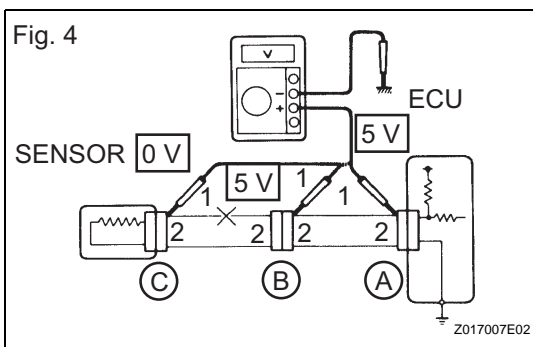 Fig. 4
V
−
+
ECU
5 V
SENSOR 0 V
1 5 V 1 1
2 2 2 2
C B A
Z017007E02